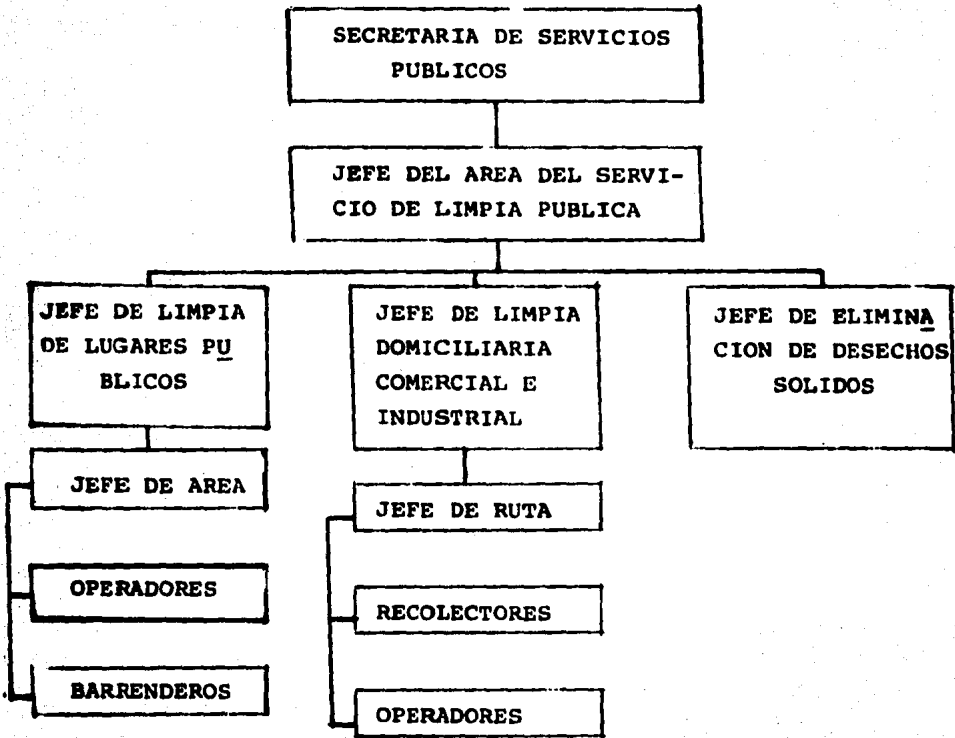 SECRETARIA DE SERVICIOS
PUBLICOS
JEFE DEL AREA DEL SERVI-
CIO DE LIMPIA PUBLICA
JEFE DE LIMPIA
DE LUGARES PU
BLICOS
JEFE DE LIMPIA
DOMICILIARIA
COMERCIAL E
INDUSTRIAL
JEFE DE ELIMINA
CION DE DESECHOS
SOLIDOS
JEFE DE AREA
OPERADORES
BARRENDEROS
JEFE DE RUTA
RECOLECTORES
OPERADORES